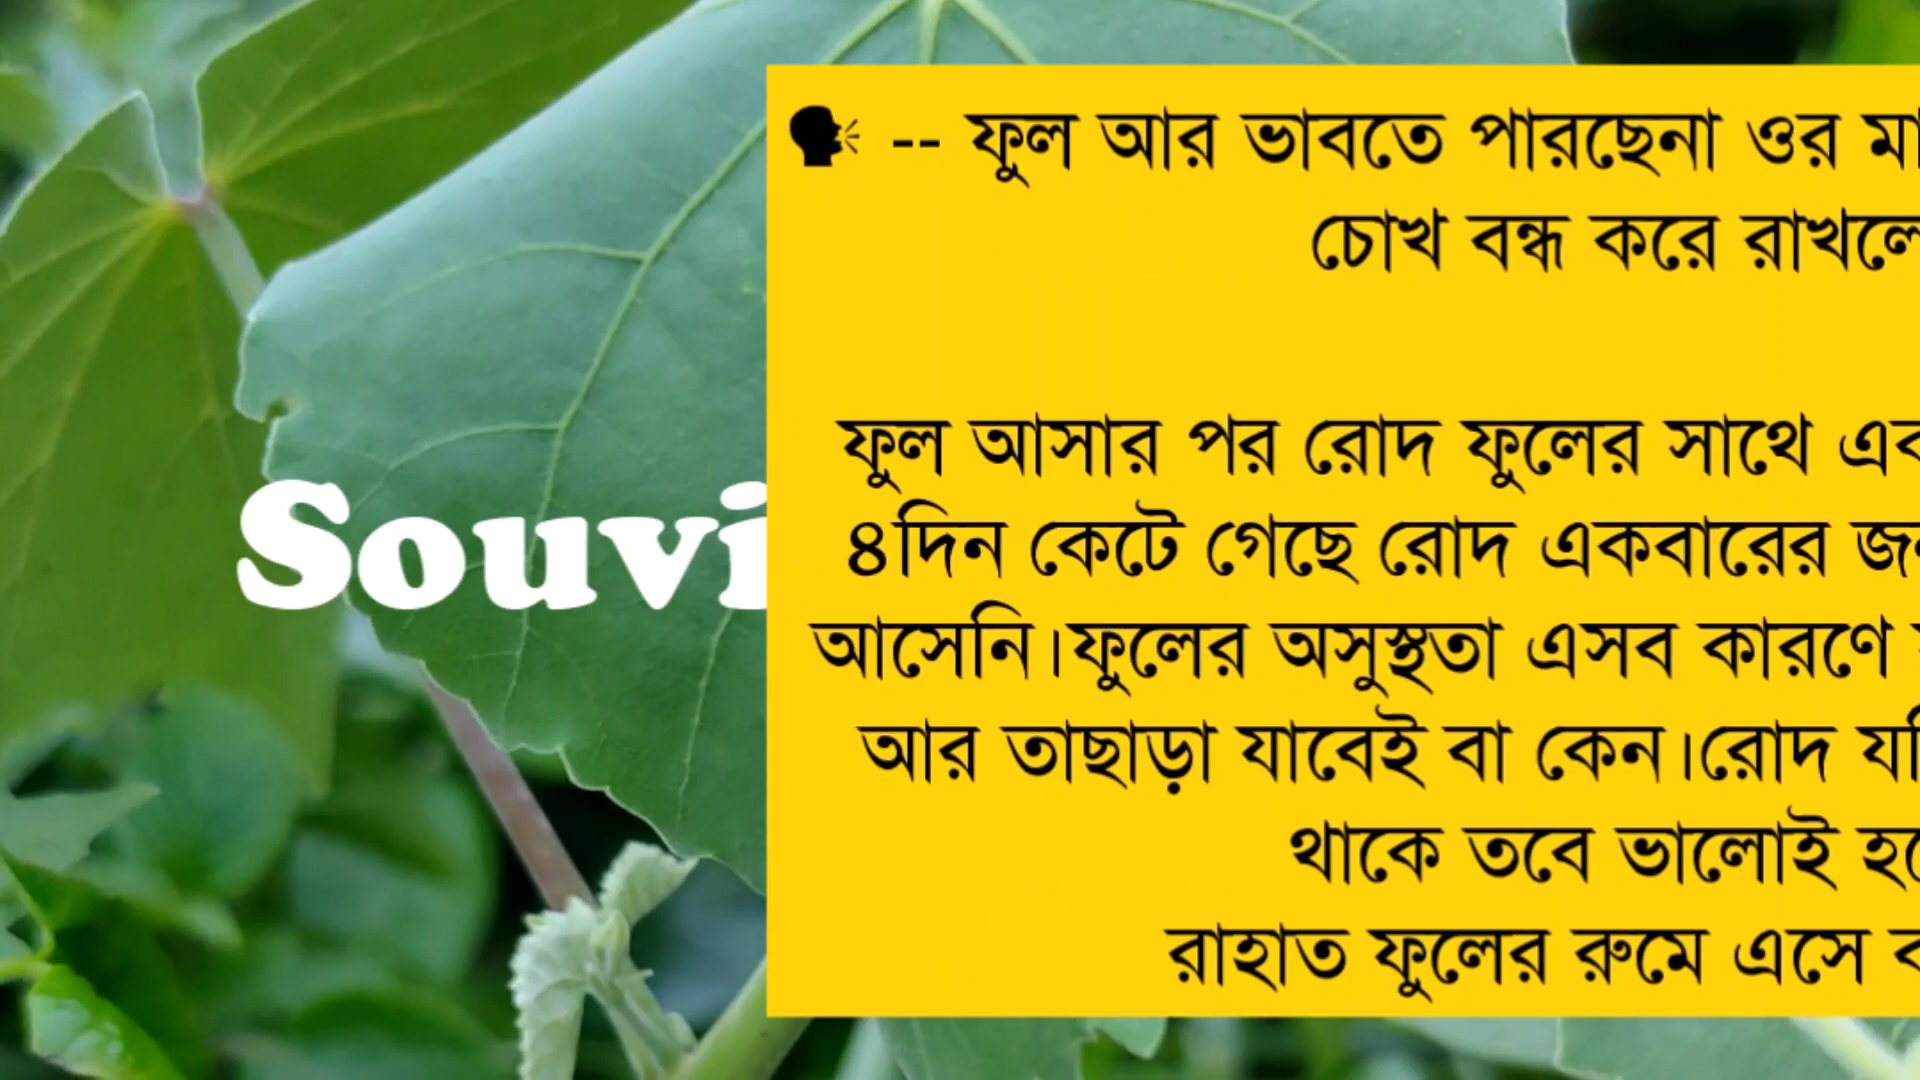 -- ফুল আর ভাবতে পারছেনা ওর
চোখ বন্ধ করে
ফুল আসার পর রোদ ফুলের সাথে
৪দিন কেটে গেছে রোদ একবারের
আসেনি।ফুলের অসুস্থতা এসব কারণে
আর তাছাড়া যাবেই বা কেন।রোদ
থাকে তবে ভালোই
রাহাত ফুলের রুমে এসে
Souvi